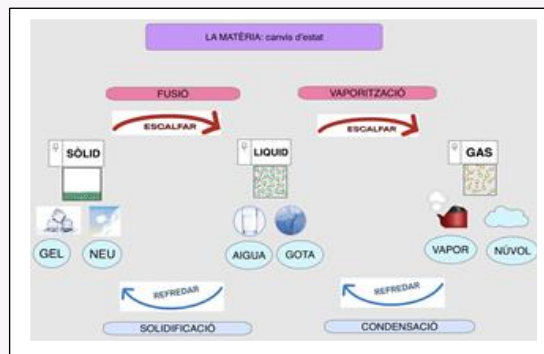 LA MATÈRIA: canvis d'estat
FUSIÓ
VAPORITZACIÓ
ESCALFAR
ESCALFAR
SÒLID
LIQUID
GAS
GEL
NEU
AIGUA
GOTA
VAPOR
NÚVOL
REFREDAR
REFREDAR
SOLIDIFICACIÓ
CONDENSACIÓ